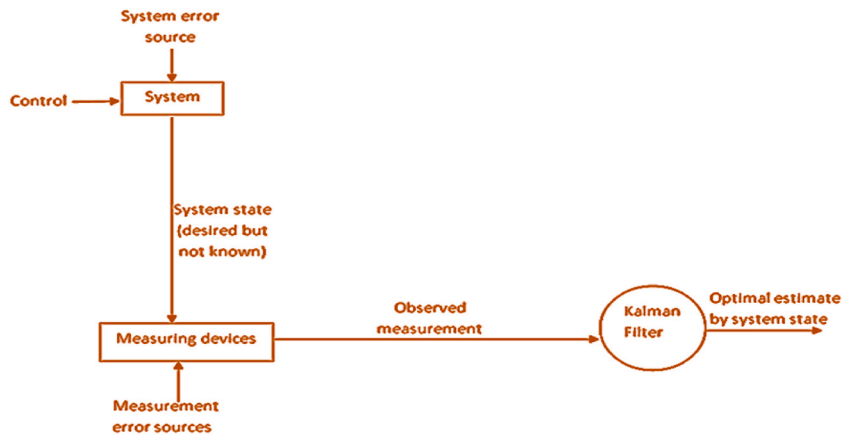 System error
source
Control
System
System state
(desired but
not known)
Observed
measurement
Kalman
Filter
Optimal estimate
by system state
Measuring devices
Measurement
error sources